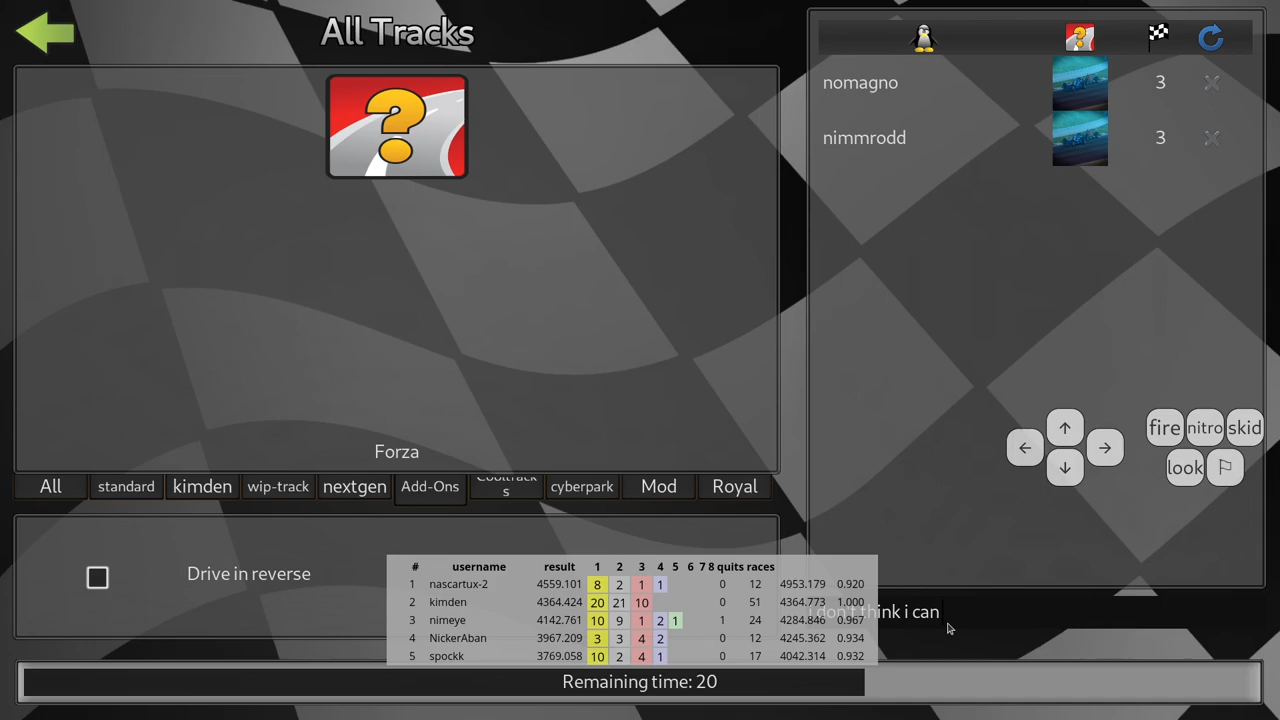 All Tracks
nomagno 3
nimmrodd 3
Forza
All standard kimden wip-track nextgen Add-Ons Cooltrack
s cyberpark Mod Royal
fire nitro skid
look
Drive in reverse
# username result 1 2 3 4 5 6 7 8 quits races
1 nascartux-2 4559.101 8 2 1 1 0 12 4953.179 0.920
2 kimden 4364.424 20 21 10 0 51 4364.773 1.000
3 nimeye 4142.761 10 9 1 2 1 1 24 4284.846 0.967
4 NickerAban 3967.209 3 3 4 2 0 12 4245.362 0.934
5 spockk 3769.058 10 2 4 1 0 17 4042.314 0.932
i don't think i can
Remaining time: 20